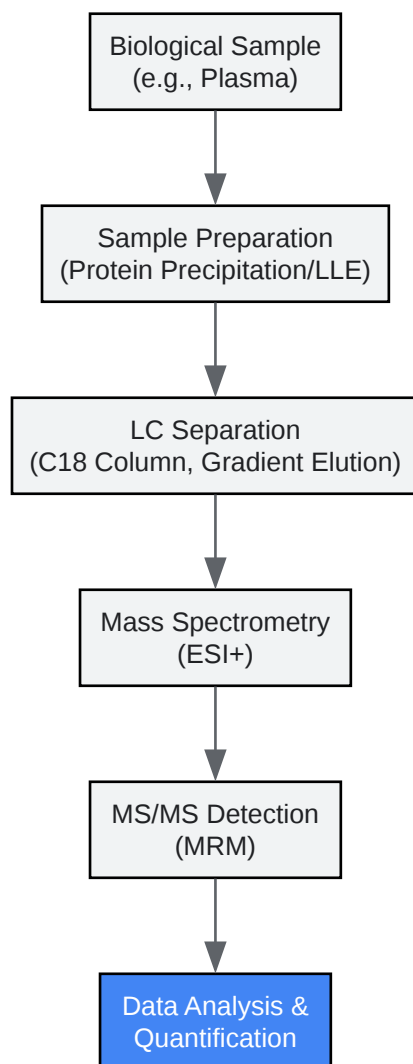 Biological Sample
(e.g., Plasma)
Sample Preparation
(Protein Precipitation/LLE)
LC Separation
(C18 Column, Gradient Elution)
Mass Spectrometry
(ESI+)
MS/MS Detection
(MRM)
Data Analysis &
Quantification